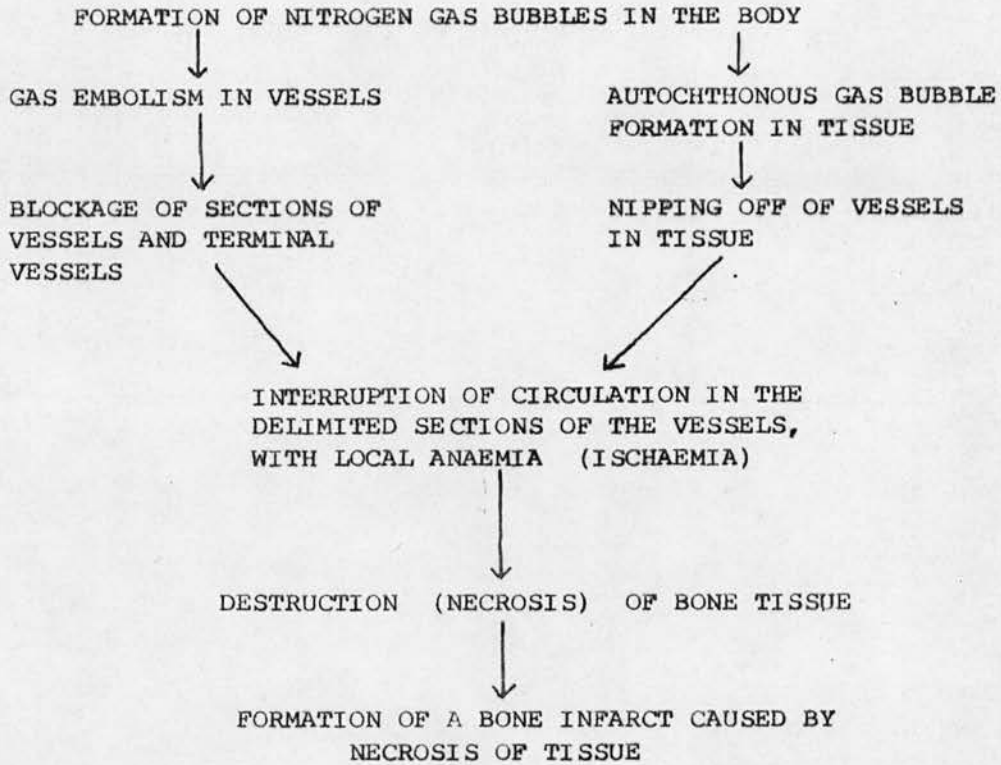 FORMATION OF NITROGEN GAS BUBBLES IN THE BODY
GAS EMBOLISM IN VESSELS
AUTOCHTHONOUS GAS BUBBLE
FORMATION IN TISSUE
BLOCKAGE OF SECTIONS OF
VESSELS AND TERMINAL
VESSELS
NIPPING OFF OF VESSELS
IN TISSUE
INTERRUPTION OF CIRCULATION IN THE
DELIMITED SECTIONS OF THE VESSELS,
WITH LOCAL ANAEMIA (ISCHAEMIA)
DESTRUCTION (NECROSIS) OF BONE TISSUE
FORMATION OF A BONE INFARCT CAUSED BY
NECROSIS OF TISSUE